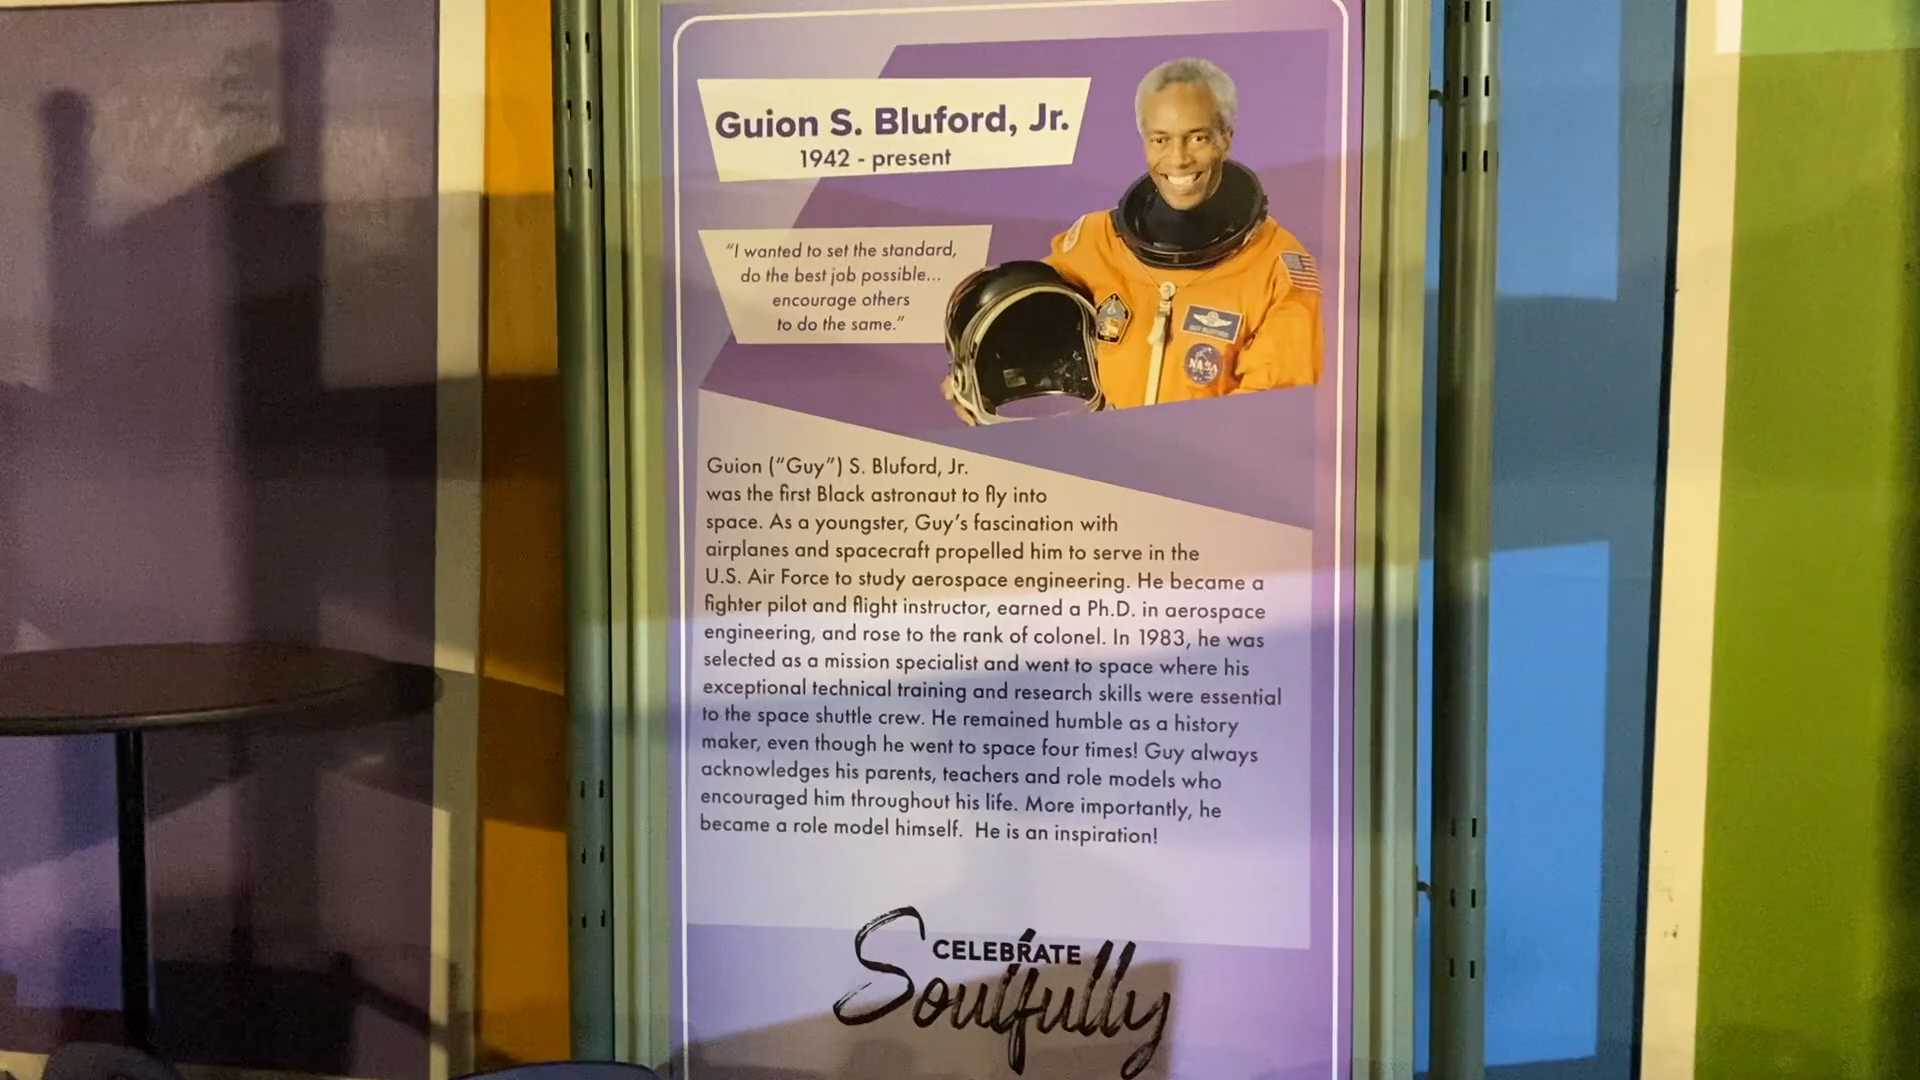 Guion S. Bluford, Jr.
1942 - present
"I wanted to set the standard,
do the best job possible...
encourage others
to do the same."
NASA
Guion ("Guy") S. Bluford, Jr.
was the first Black astronaut to fly into
space. As a youngster, Guy's fascination with
airplanes and spacecraft propelled him to serve in the
U.S. Air Force to study aerospace engineering. He became a
fighter pilot and flight instructor, earned a Ph.D. in aerospace
engineering, and rose to the rank of colonel. In 1983, he was
selected as a mission specialist and went to space where his
exceptional technical training and research skills were essential
to the space shuttle crew. He remained humble as a history
maker, even though he went to space four times! Guy always
acknowledges his parents, teachers and role models who
encouraged him throughout his life. More importantly, he
became a role model himself. He is an inspiration!
CELEBRATE
Soulfully